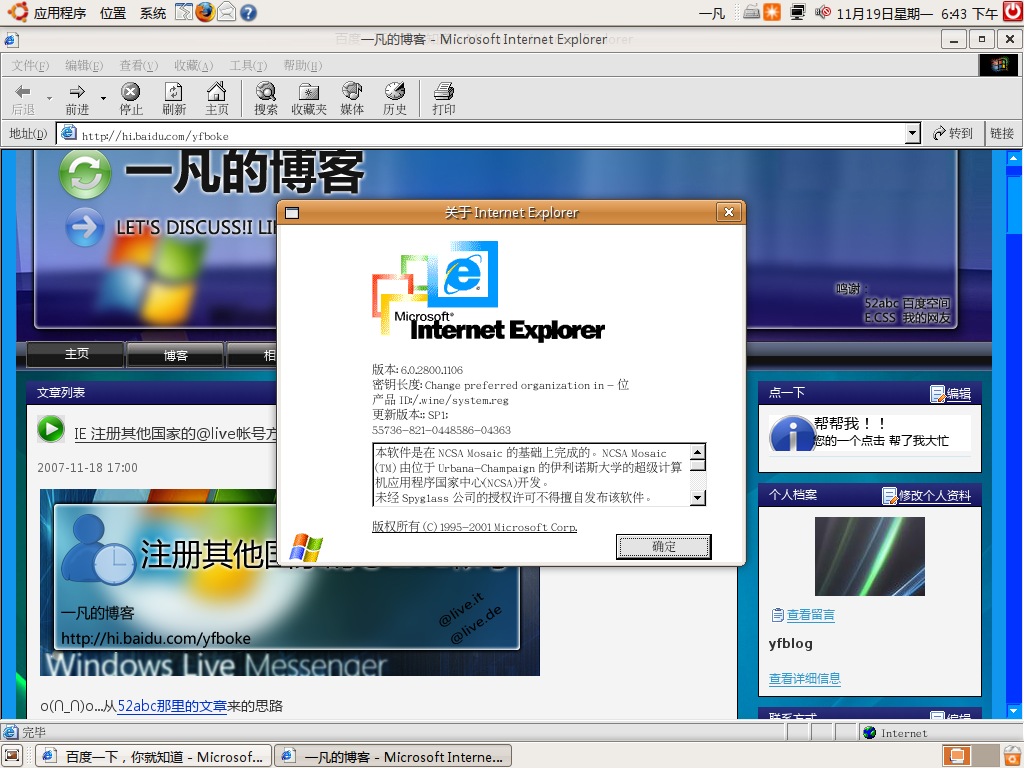 应用程序 位置 系统
一凡 11月19日星期一 6:43 下午
一凡的博客 - Microsoft Internet Explorer
文件(F) 编辑(E) 查看(V) 收藏(A) 工具(T) 帮助(H)
后退 前进 停止 刷新 主页 搜索 收藏夹 媒体 历史 打印
地址(D) http://hi.baidu.com/yfboke 转到 链接
一凡的博客
LET'S DISCUSS!I LI
鸣谢:
52abc 百度空间
E.CSS 我的网友
主页 博客 相
文章列表
IE 注册其他国家的@live帐号方
2007-11-18 17:00
注册其他国
一凡的博客
http://hi.baidu.com/yfboke
@live.it
@live.de
Windows Live Messenger
o(∩_∩)o...从52abc那里的文章来的思路
关于 Internet Explorer
Microsoft®
Internet Explorer
版本: 6.0.2800.1106
密钥长度: Change preferred organization in - 位
产品 ID:/.wine/system.reg
更新版本:: SP1;
55736-821-0448586-04363
本软件是在 NCSA Mosaic 的基础上完成的。NCSA Mosaic
(TM) 由位于 Urbana-Champaign 的伊利诺斯大学的超级计算
机应用程序国家中心(NCSA)开发。
未经 Spyglass 公司的授权许可不得擅自发布该软件。
版权所有 (C) 1995-2001 Microsoft Corp.
确定
点一下 编辑
帮帮我！！
您的一个点击 帮了我大忙
个人档案 修改个人资料
查看留言
yfblog
查看详细信息
联系方式 编辑
完毕 Internet
百度一下，你就知道 - Microsof... 一凡的博客 - Microsoft Interne...